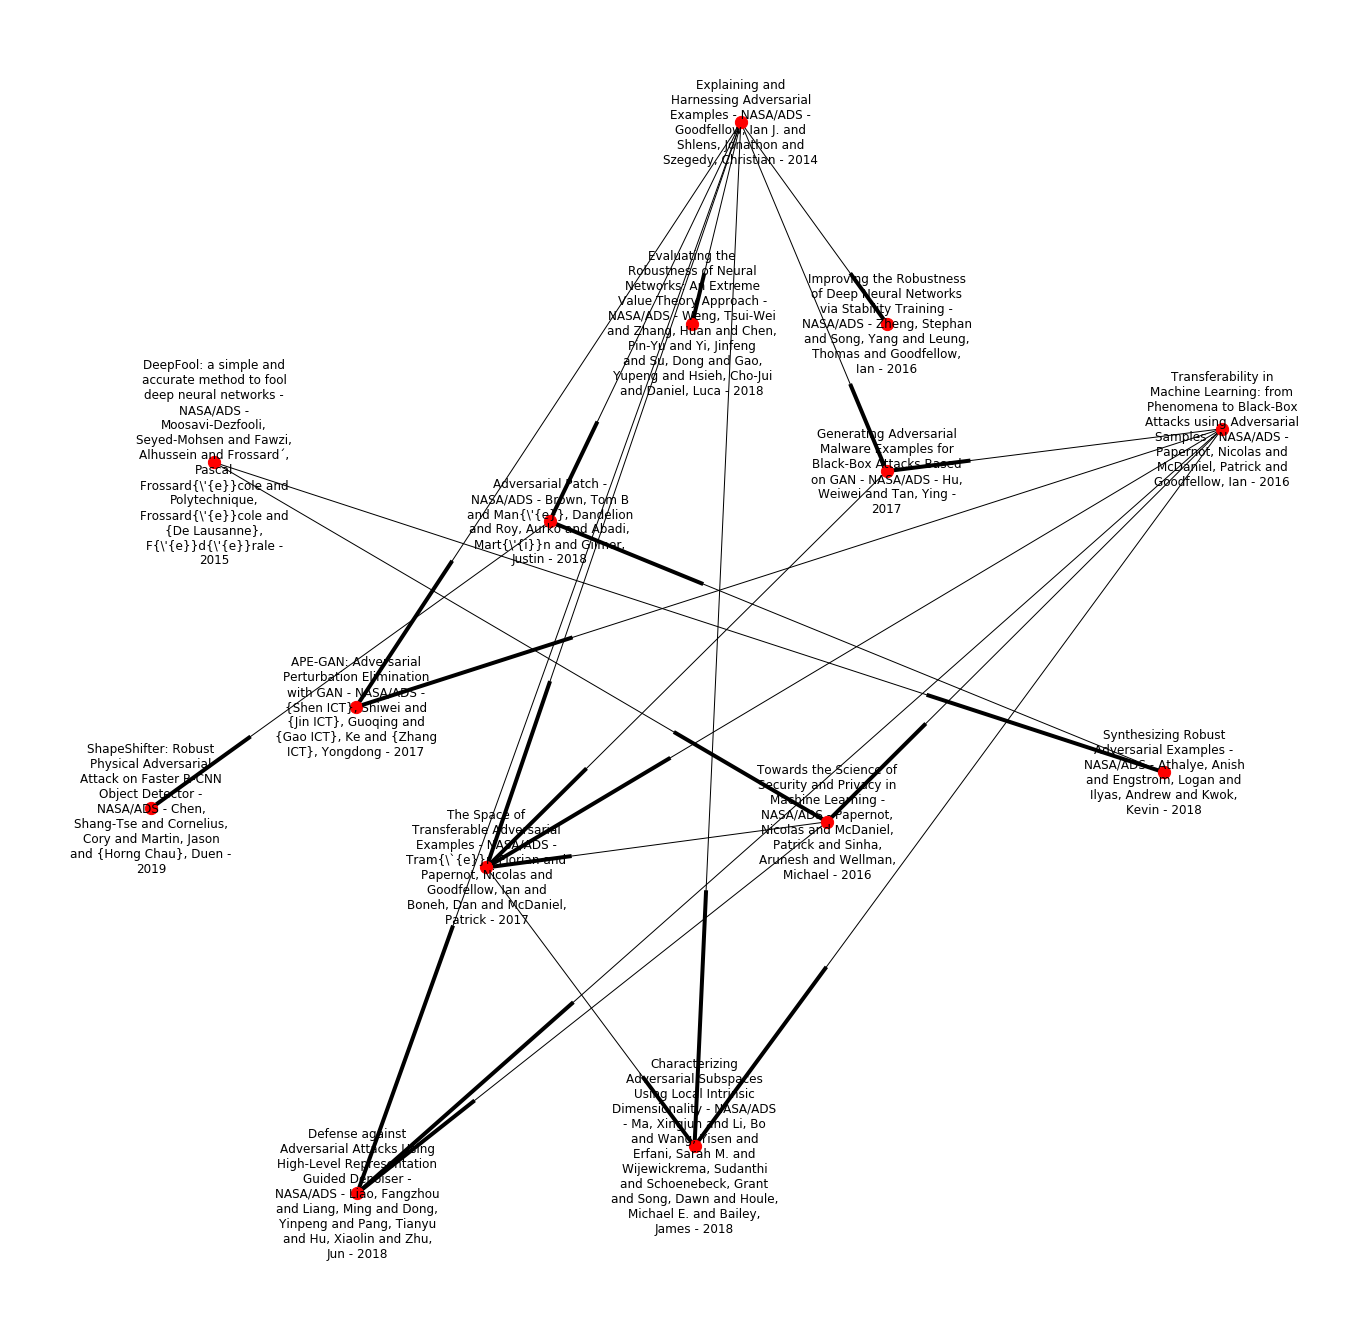 Explaining and
Harnessing Adversarial
Examples - NASA/ADS -
Goodfellow, Ian J. and
Shlens, Jonathon and
Szegedy, Christian - 2014
Evaluating the
Robustness of Neural
Networks: An Extreme
Value Theory Approach -
NASA/ADS - Weng, Tsui-Wei
and Zhang, Huan and Chen,
Pin-Yu and Yi, Jinfeng
and Su, Dong and Gao,
Yupeng and Hsieh, Cho-Jui
and Daniel, Luca - 2018
Improving the Robustness
of Deep Neural Networks
via Stability Training -
NASA/ADS - Zheng, Stephan
and Song, Yang and Leung,
Thomas and Goodfellow,
Ian - 2016
DeepFool: a simple and
accurate method to fool
deep neural networks -
NASA/ADS -
Moosavi-Dezfooli,
Seyed-Mohsen and Fawzi,
Alhussein and Frossard´,
Pascal
Frossard{\'{e}}cole and
Polytechnique,
Frossard{\'{e}}cole and
{De Lausanne},
F{\'{e}}d{\'{e}}rale -
2015
Transferability in
Machine Learning: from
Phenomena to Black-Box
Attacks using Adversarial
Samples - NASA/ADS -
Papernot, Nicolas and
McDaniel, Patrick and
Goodfellow, Ian - 2016
Generating Adversarial
Malware Examples for
Black-Box Attacks Based
on GAN - NASA/ADS - Hu,
Weiwei and Tan, Ying -
2017
Adversarial Patch -
NASA/ADS - Brown, Tom B
and Man{\'{e}}, Dandelion
and Roy, Aurko and Abadi,
Mart{\'{i}}n and Gilmer,
Justin - 2018
APE-GAN: Adversarial
Perturbation Elimination
with GAN - NASA/ADS -
{Shen ICT}, Shiwei and
{Jin ICT}, Guoqing and
{Gao ICT}, Ke and {Zhang
ICT}, Yongdong - 2017
ShapeShifter: Robust
Physical Adversarial
Attack on Faster R-CNN
Object Detector -
NASA/ADS - Chen,
Shang-Tse and Cornelius,
Cory and Martin, Jason
and {Horng Chau}, Duen -
2019
Synthesizing Robust
Adversarial Examples -
NASA/ADS - Athalye, Anish
and Engstrom, Logan and
Ilyas, Andrew and Kwok,
Kevin - 2018
Towards the Science of
Security and Privacy in
Machine Learning -
NASA/ADS - Papernot,
Nicolas and McDaniel,
Patrick and Sinha,
Arunesh and Wellman,
Michael - 2016
The Space of
Transferable Adversarial
Examples - NASA/ADS -
Tram{\`{e}}r, Florian and
Papernot, Nicolas and
Goodfellow, Ian and
Boneh, Dan and McDaniel,
Patrick - 2017
Characterizing
Adversarial Subspaces
Using Local Intrinsic
Dimensionality - NASA/ADS
- Ma, Xingjun and Li, Bo
and Wang, Yisen and
Erfani, Sarah M. and
Wijewickrema, Sudanthi
and Schoenebeck, Grant
and Song, Dawn and Houle,
Michael E. and Bailey,
James - 2018
Defense against
Adversarial Attacks Using
High-Level Representation
Guided Denoiser -
NASA/ADS - Liao, Fangzhou
and Liang, Ming and Dong,
Yinpeng and Pang, Tianyu
and Hu, Xiaolin and Zhu,
Jun - 2018